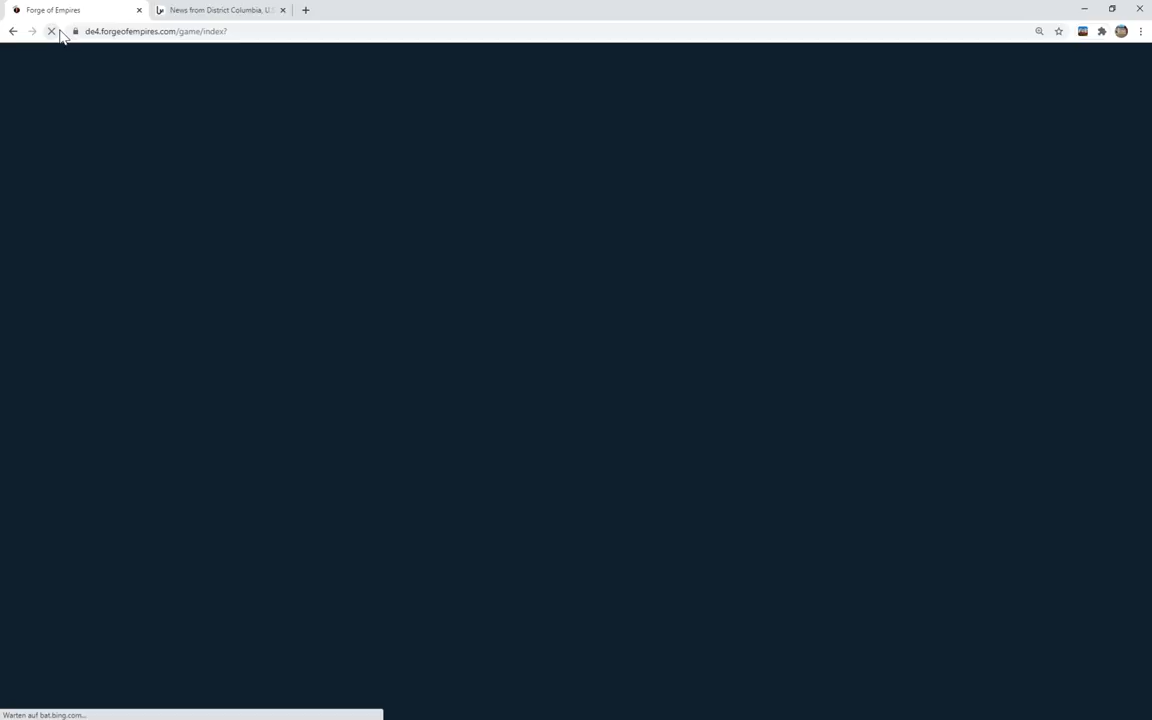 Forge of Empires
News from District Columbia, U.S
de4.forgeofempires.com/game/index?
Warten auf bat.bing.com...